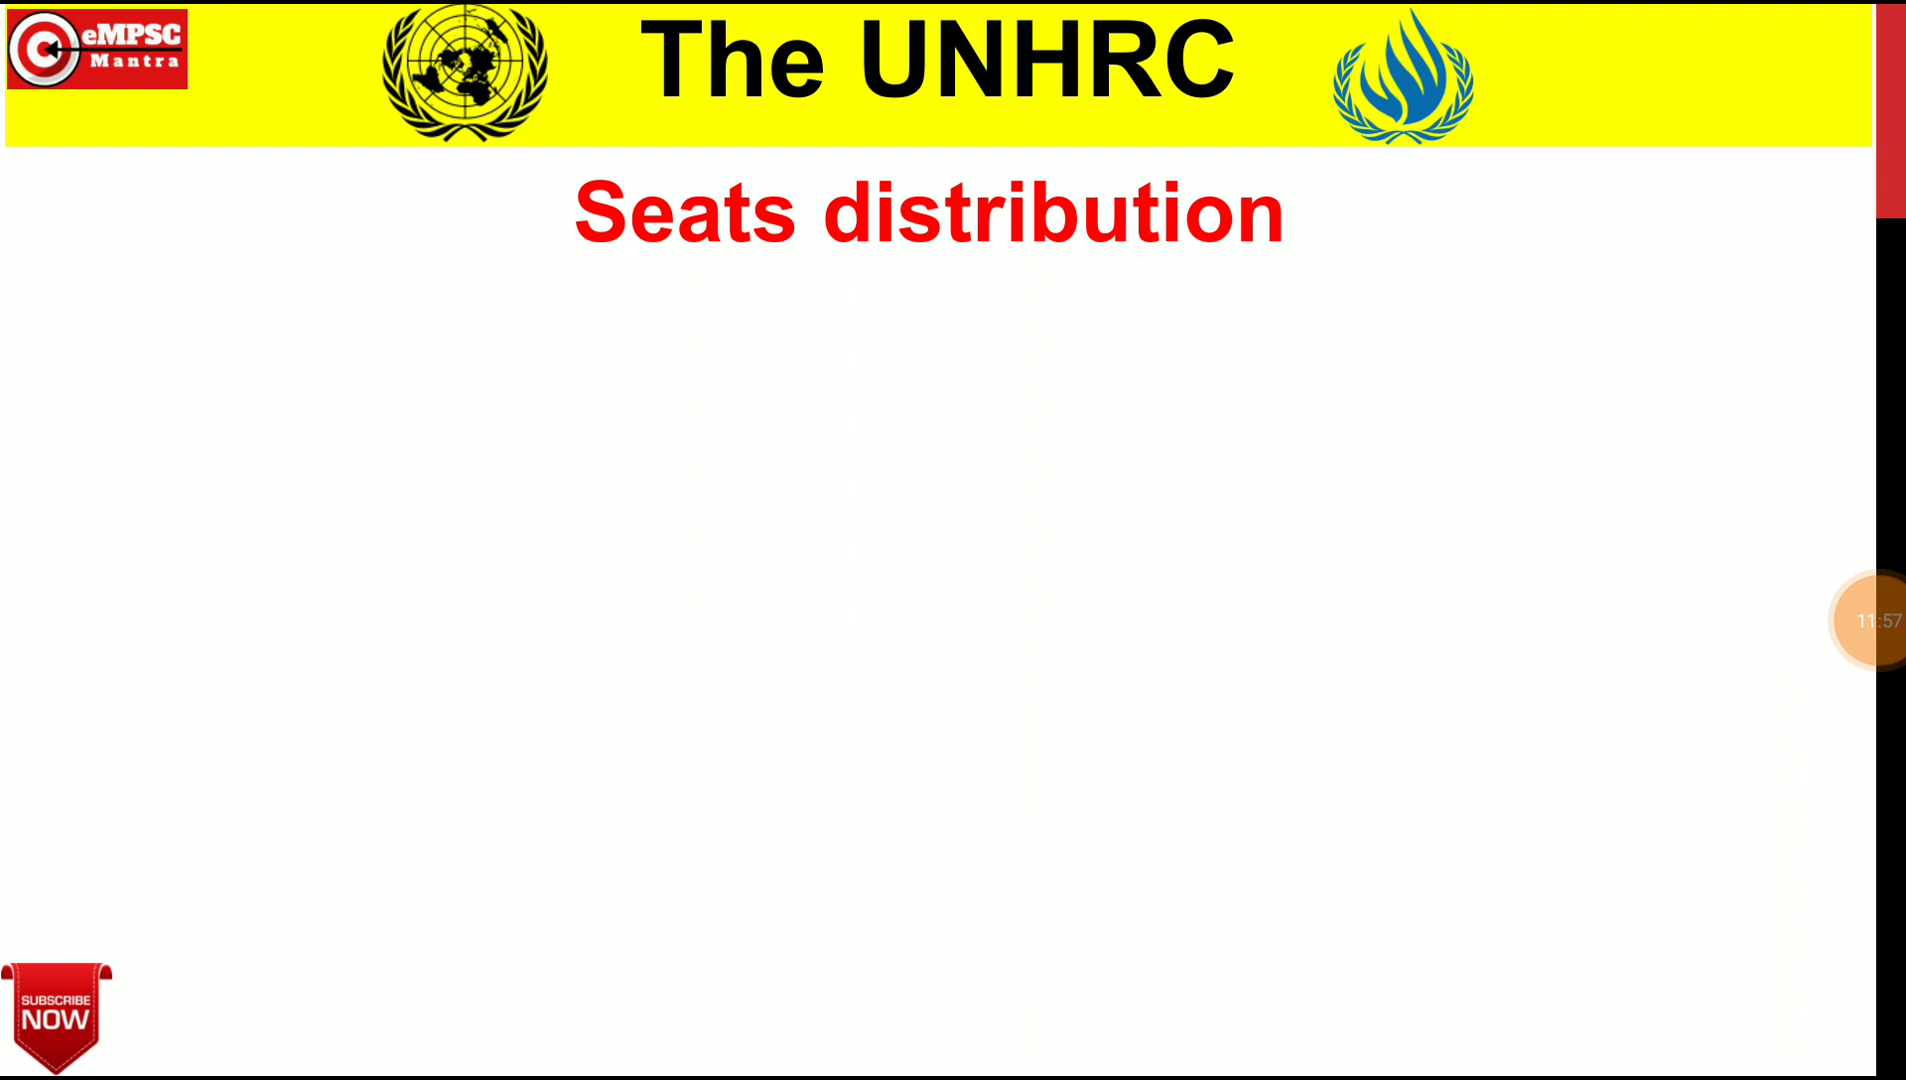 eMPSC
Mantra
The UNHRC
Seats distribution
11:57
SUBSCRIBE
NOW